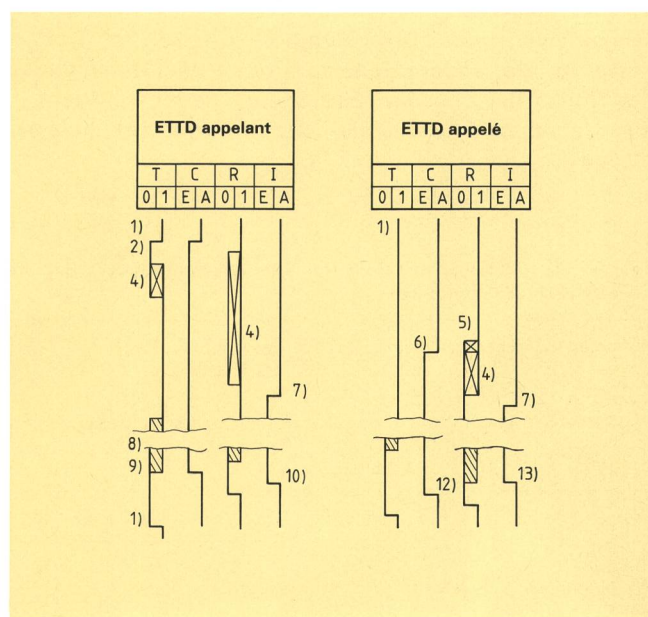 ETTD appelant
T C R I
0 1 E A 0 1 E A
1)
2)
4)
4)
7)
8)
9)
10)
1)
ETTD appelé
T C R I
0 1 E A 0 1 E A
1)
5)
6)
4)
7)
12)
13)